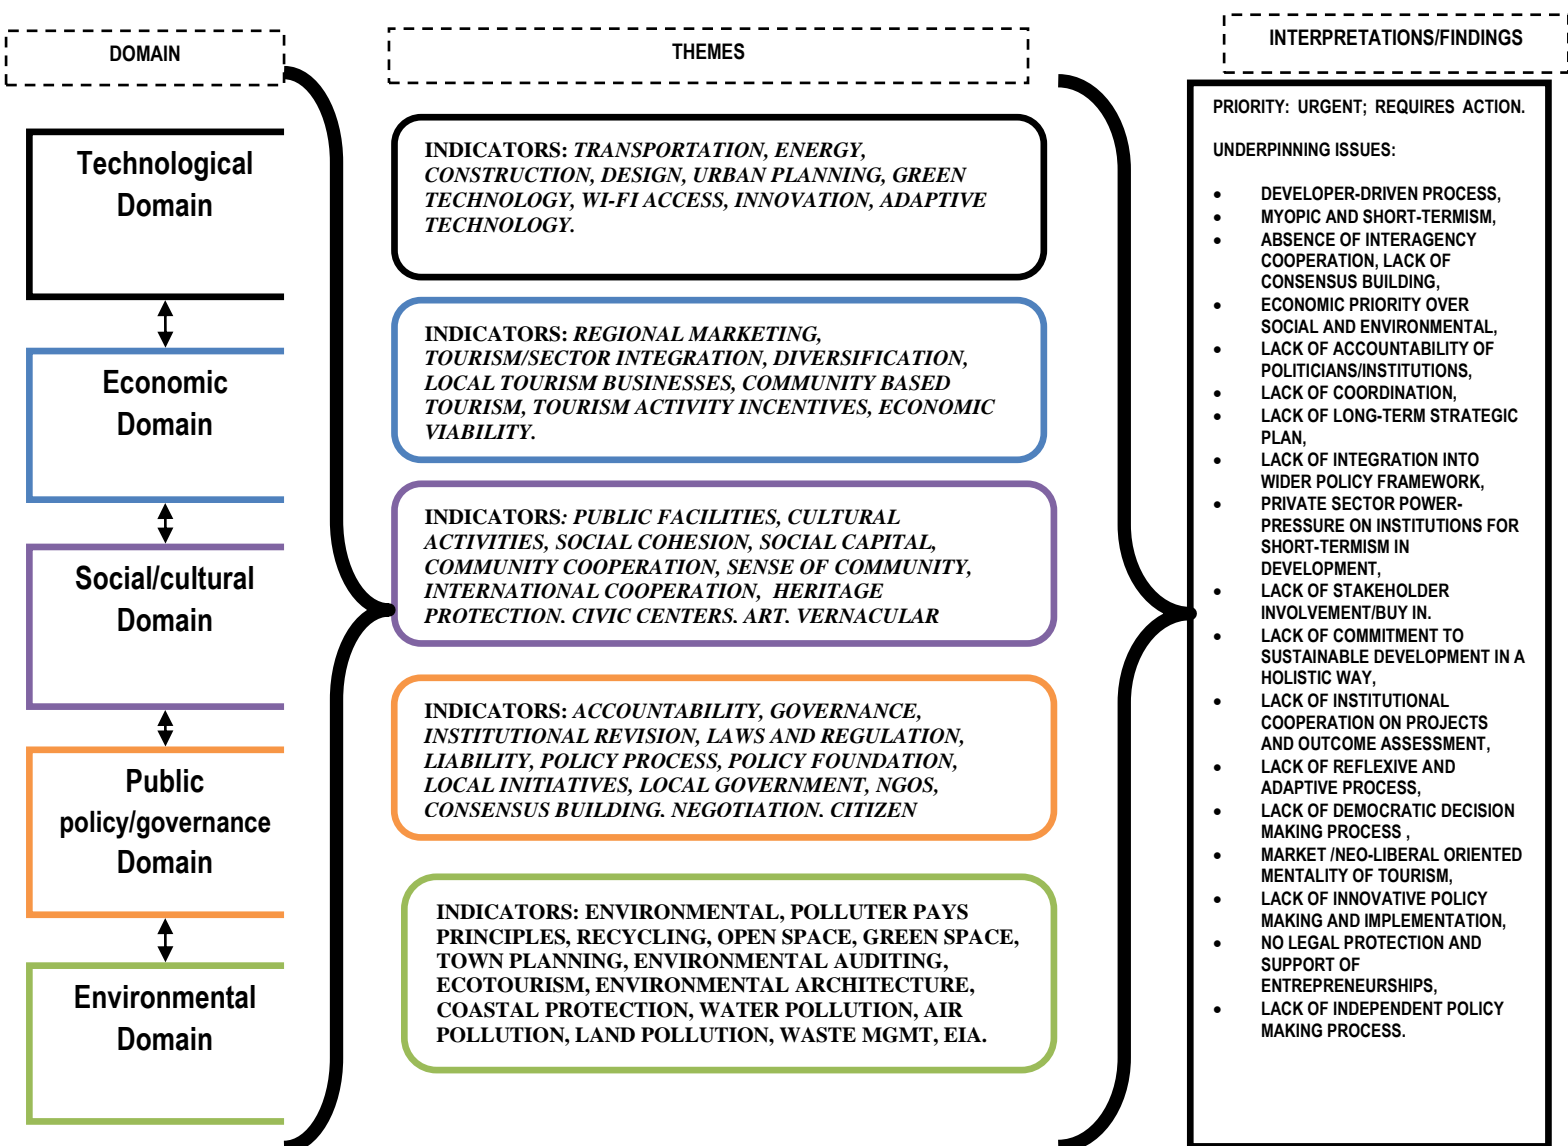 DOMAIN
THEMES
INTERPRETATIONS/FINDINGS
Technological
Domain
Economic
Domain
Social/cultural
Domain
Public
policy/governance
Domain
Environmental
Domain
INDICATORS: TRANSPORTATION, ENERGY,
CONSTRUCTION, DESIGN, URBAN PLANNING, GREEN
TECHNOLOGY, WI-FI ACCESS, INNOVATION, ADAPTIVE
TECHNOLOGY.
INDICATORS: REGIONAL MARKETING,
TOURISM/SECTOR INTEGRATION, DIVERSIFICATION,
LOCAL TOURISM BUSINESSES, COMMUNITY BASED
TOURISM, TOURISM ACTIVITY INCENTIVES, ECONOMIC
VIABILITY.
INDICATORS: PUBLIC FACILITIES, CULTURAL
ACTIVITIES, SOCIAL COHESION, SOCIAL CAPITAL,
COMMUNITY COOPERATION, SENSE OF COMMUNITY,
INTERNATIONAL COOPERATION, HERITAGE
PROTECTION. CIVIC CENTERS. ART. VERNACULAR
INDICATORS: ACCOUNTABILITY, GOVERNANCE,
INSTITUTIONAL REVISION, LAWS AND REGULATION,
LIABILITY, POLICY PROCESS, POLICY FOUNDATION,
LOCAL INITIATIVES, LOCAL GOVERNMENT, NGOS,
CONSENSUS BUILDING. NEGOTIATION. CITIZEN
INDICATORS: ENVIRONMENTAL, POLLUTER PAYS
PRINCIPLES, RECYCLING, OPEN SPACE, GREEN SPACE,
TOWN PLANNING, ENVIRONMENTAL AUDITING,
ECOTOURISM, ENVIRONMENTAL ARCHITECTURE,
COASTAL PROTECTION, WATER POLLUTION, AIR
POLLUTION, LAND POLLUTION, WASTE MGMT, EIA.
PRIORITY: URGENT; REQUIRES ACTION.
UNDERPINNING ISSUES:
• DEVELOPER-DRIVEN PROCESS,
• MYOPIC AND SHORT-TERMISM,
• ABSENCE OF INTERAGENCY
COOPERATION, LACK OF
CONSENSUS BUILDING,
• ECONOMIC PRIORITY OVER
SOCIAL AND ENVIRONMENTAL,
• LACK OF ACCOUNTABILITY OF
POLITICIANS/INSTITUTIONS,
• LACK OF COORDINATION,
• LACK OF LONG-TERM STRATEGIC
PLAN,
• LACK OF INTEGRATION INTO
WIDER POLICY FRAMEWORK,
• PRIVATE SECTOR POWER-
PRESSURE ON INSTITUTIONS FOR
SHORT-TERMISM IN
DEVELOPMENT,
• LACK OF STAKEHOLDER
INVOLVEMENT/BUY IN.
• LACK OF COMMITMENT TO
SUSTAINABLE DEVELOPMENT IN A
HOLISTIC WAY,
• LACK OF INSTITUTIONAL
COOPERATION ON PROJECTS
AND OUTCOME ASSESSMENT,
• LACK OF REFLEXIVE AND
ADAPTIVE PROCESS,
• LACK OF DEMOCRATIC DECISION
MAKING PROCESS ,
• MARKET /NEO-LIBERAL ORIENTED
MENTALITY OF TOURISM,
• LACK OF INNOVATIVE POLICY
MAKING AND IMPLEMENTATION,
• NO LEGAL PROTECTION AND
SUPPORT OF
ENTREPRENEURSHIPS,
• LACK OF INDEPENDENT POLICY
MAKING PROCESS.